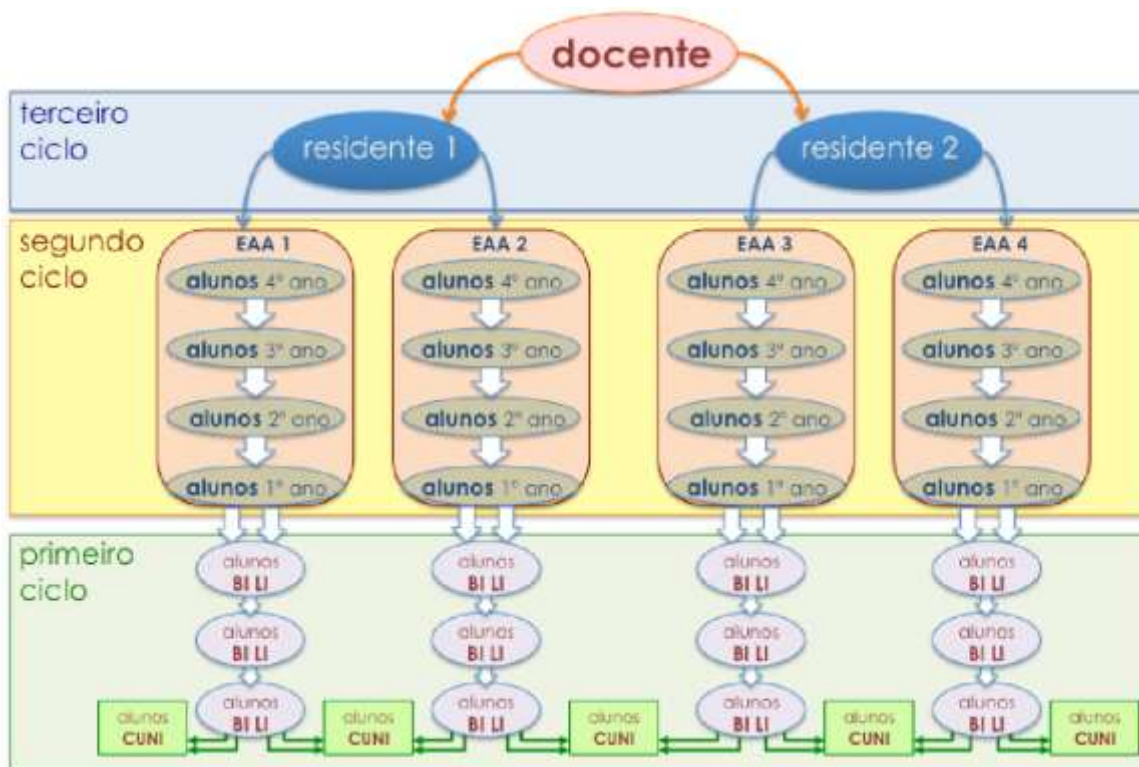 docente
terceiro
ciclo
residente 1
residente 2
segundo
ciclo
EAA 1
EAA 2
EAA 3
EAA 4
alunos 4º ano
alunos 4º ano
alunos 4º ano
alunos 4º ano
alunos 3º ano
alunos 3º ano
alunos 3º ano
alunos 3º ano
alunos 2º ano
alunos 2º ano
alunos 2º ano
alunos 2º ano
alunos 1º ano
alunos 1º ano
alunos 1º ano
alunos 1º ano
primeiro
ciclo
alunos
BI LI
alunos
BI LI
alunos
BI LI
alunos
BI LI
alunos
BI LI
alunos
BI LI
alunos
BI LI
alunos
BI LI
alunos
CUNI
alunos
BI LI
alunos
CUNI
alunos
BI LI
alunos
CUNI
alunos
BI LI
alunos
CUNI
alunos
BI LI
alunos
CUNI